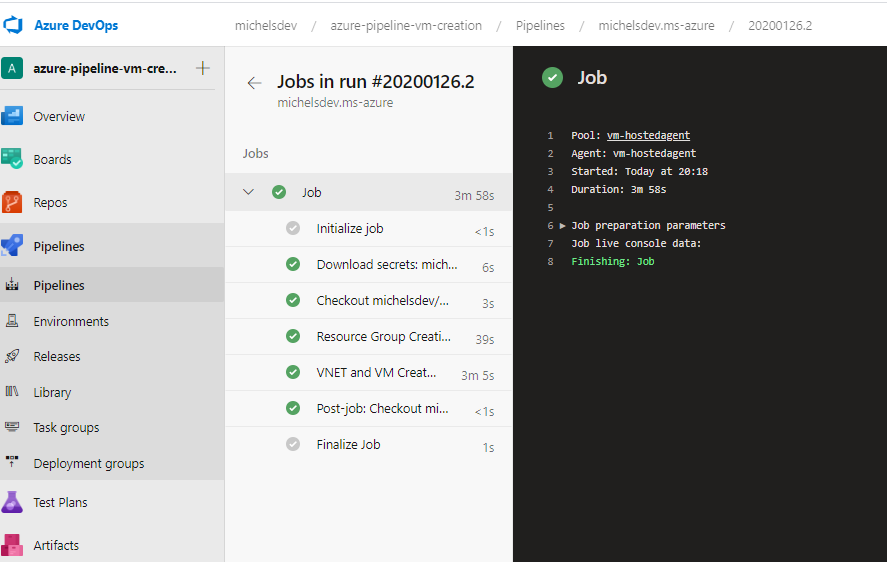 Azure DevOps
michelsdev / azure-pipeline-vm-creation / Pipelines / michelsdev.ms-azure / 20200126.2
A azure-pipeline-vm-cre... +
Overview
Boards
Repos
Pipelines
Pipelines
Environments
Releases
Library
Task groups
Deployment groups
Test Plans
Artifacts
Jobs in run #20200126.2
michelsdev.ms-azure
Jobs
Job 3m 58s
Initialize job <1s
Download secrets: mich... 6s
Checkout michelsdev/... 3s
Resource Group Creati... 39s
VNET and VM Creat... 3m 5s
Post-job: Checkout mi... <1s
Finalize Job 1s
Job
1 Pool: vm-hostedagent
2 Agent: vm-hostedagent
3 Started: Today at 20:18
4 Duration: 3m 58s
5
6 Job preparation parameters
7 Job live console data:
8 Finishing: Job